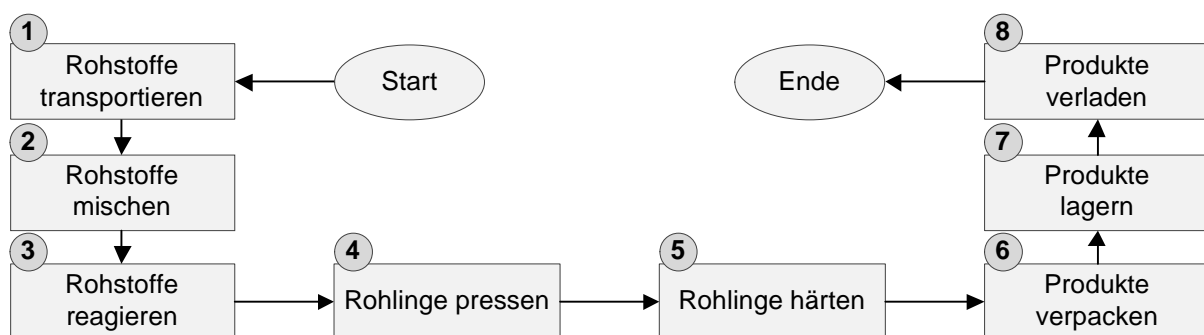 Start
1
Rohstoffe
transportieren
2
Rohstoffe
mischen
3
Rohstoffe
reagieren
4
Rohlinge pressen
5
Rohlinge härten
6
Produkte
verpacken
7
Produkte
lagern
8
Produkte
verladen
Ende